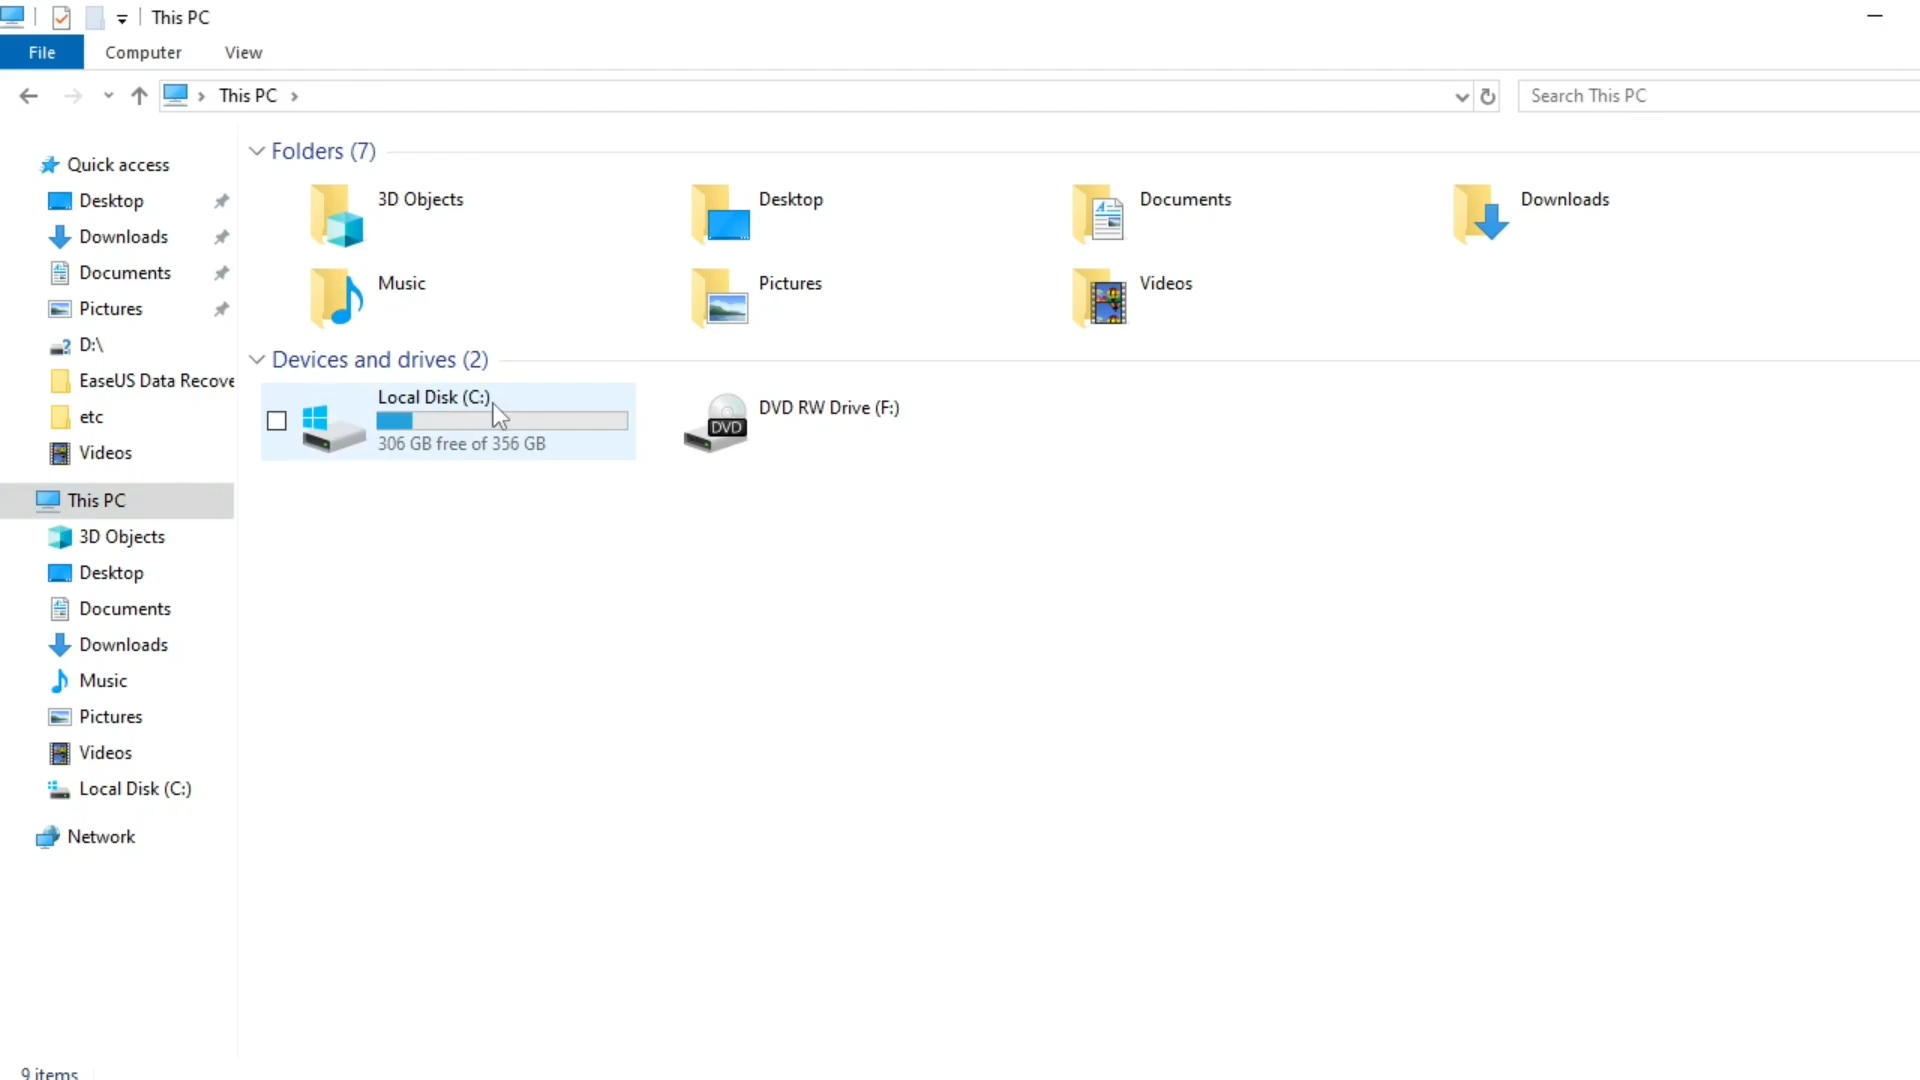 This PC
File Computer View
This PC
Search This PC
Quick access
Desktop
Downloads
Documents
Pictures
D:\
EaseUS Data Recove
etc
Videos
This PC
3D Objects
Desktop
Documents
Downloads
Music
Pictures
Videos
Local Disk (C:)
Network
Folders (7)
3D Objects
Desktop
Documents
Downloads
Music
Pictures
Videos
Devices and drives (2)
Local Disk (C:)
306 GB free of 356 GB
DVD
DVD RW Drive (F:)
9 items